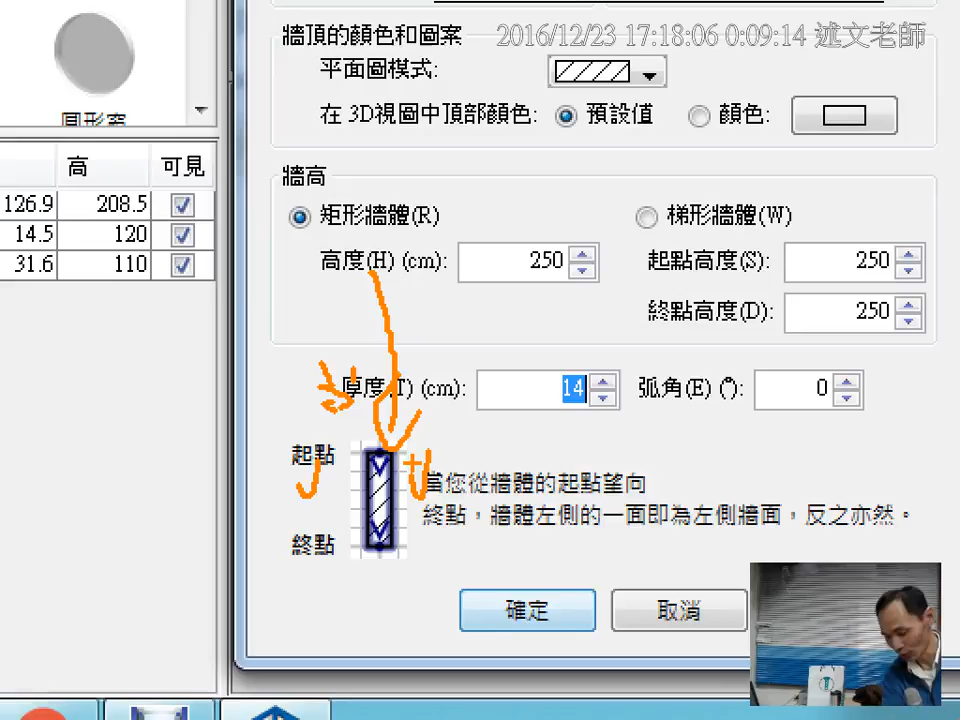 牆頂的顏色和圖案
2016/12/23 17:18:06 0:09:14 述文老師
平面圖模式:
在 3D視圖中頂部顏色: 預設值 顏色:
圓形窗
高 可見
126.9 208.5
14.5 120
31.6 110
牆高
矩形牆體(R) 梯形牆體(W)
高度(H) (cm): 250 起點高度(S): 250
終點高度(D): 250
厚度(T) (cm): 14 弧角(E) (°): 0
起點
當您從牆體的起點望向
終點，牆體左側的一面即為左側牆面，反之亦然。
終點
確定 取消